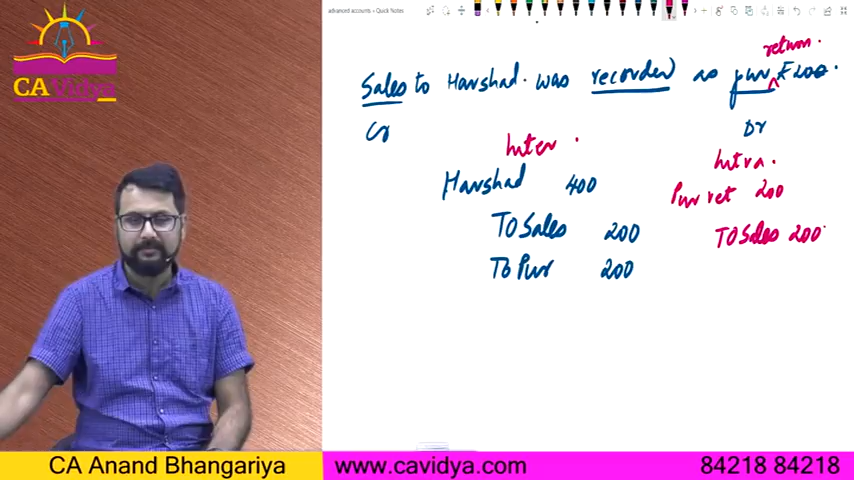 advanced accounts • Quick Notes
CA Vidya
return.
Sales to Harshad. was recorded as pur ^ ₹200.
Cr
Dr
Inter.
Intra.
Harshad 400
Pur ret 200
To Sales 200
To Sales 200
To Pur 200
CA Anand Bhangariya
www.cavidya.com
84218 84218